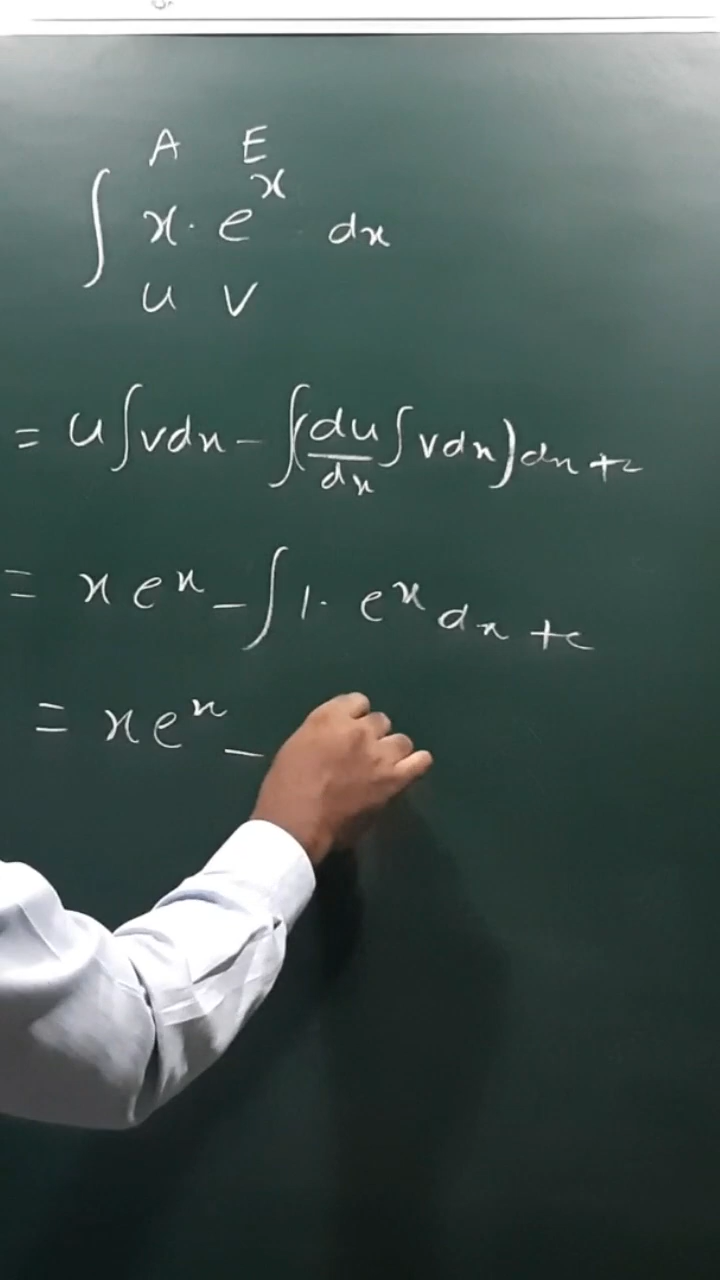 A E
∫ x · e^x dx
u v
= u ∫ v dx - ∫ (du/dx ∫ v dx) dx + c
= x e^x - ∫ 1 · e^x dx + c
= x e^x -